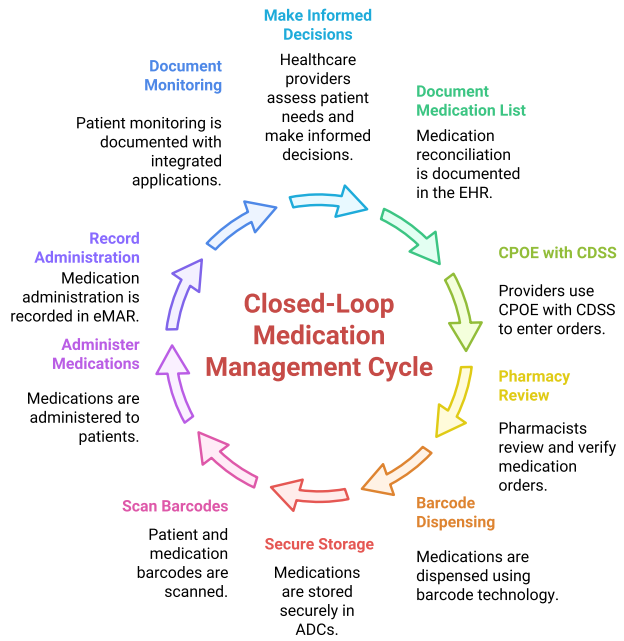 Make Informed
Decisions
Healthcare
providers
assess patient
needs and
make informed
decisions.
Document
Medication List
Medication
reconciliation
is documented
in the EHR.
CPOE with CDSS
Providers use
CPOE with CDSS
to enter orders.
Pharmacy
Review
Pharmacists
review and verify
medication
orders.
Barcode
Dispensing
Medications are
dispensed using
barcode technology.
Secure Storage
Medications
are stored
securely in
ADCs.
Scan Barcodes
Patient and
medication
barcodes are
scanned.
Administer
Medications
Medications are
administered to
patients.
Record
Administration
Medication
administration is
recorded in eMAR.
Document
Monitoring
Patient monitoring is
documented with
integrated
applications.
Closed-Loop
Medication
Management Cycle